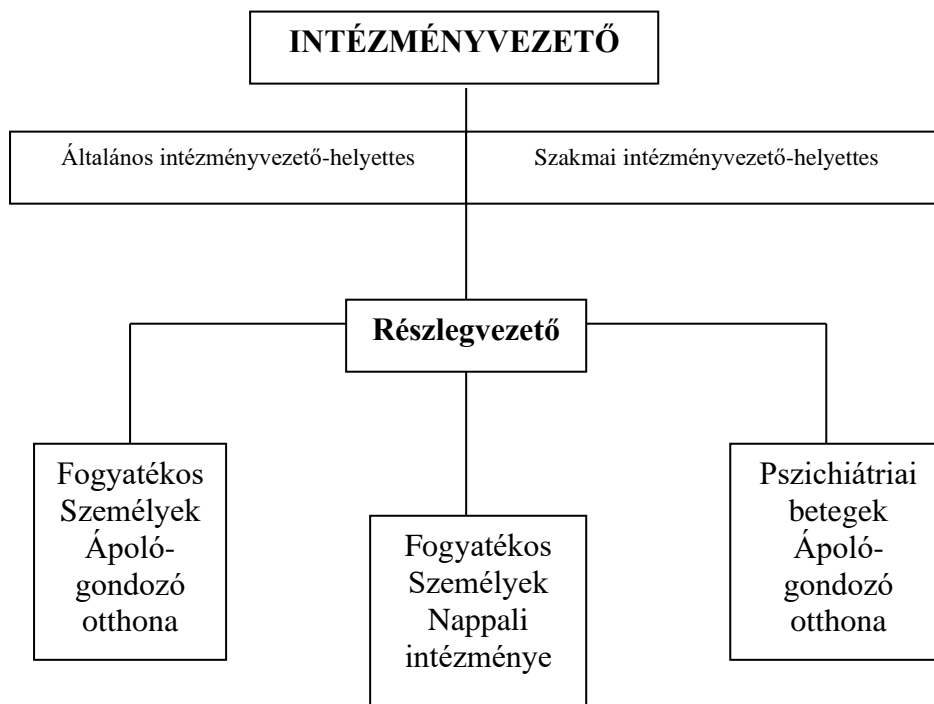 INTÉZMÉNYVEZETŐ
Általános intézményvezető-helyettes
Szakmai intézményvezető-helyettes
Részlegvezető
Fogyatékos
Személyek
Ápoló-
gondozó
otthona
Fogyatékos
Személyek
Nappali
intézménye
Pszichiátriai
betegek
Ápoló-
gondozó
otthona